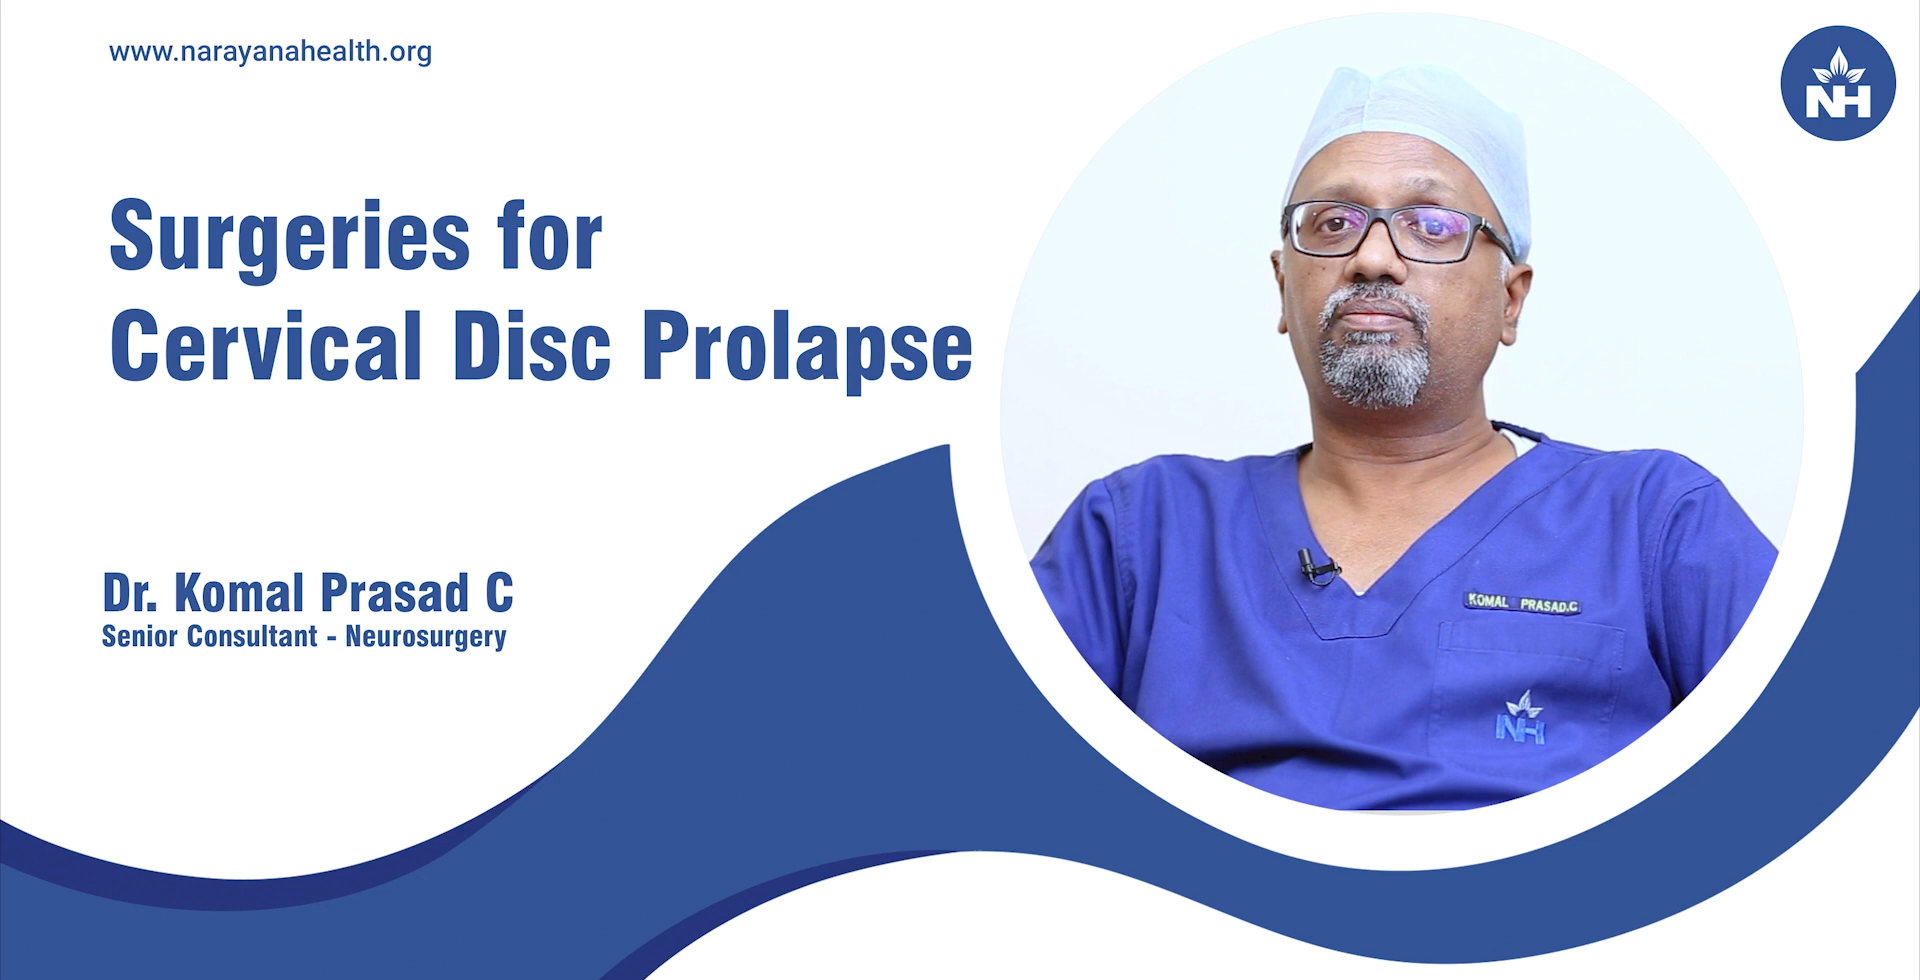 www.narayanahealth.org
NH
Surgeries for
Cervical Disc Prolapse
Dr. Komal Prasad C
Senior Consultant - Neurosurgery
KOMAL PRASAD.C
NH